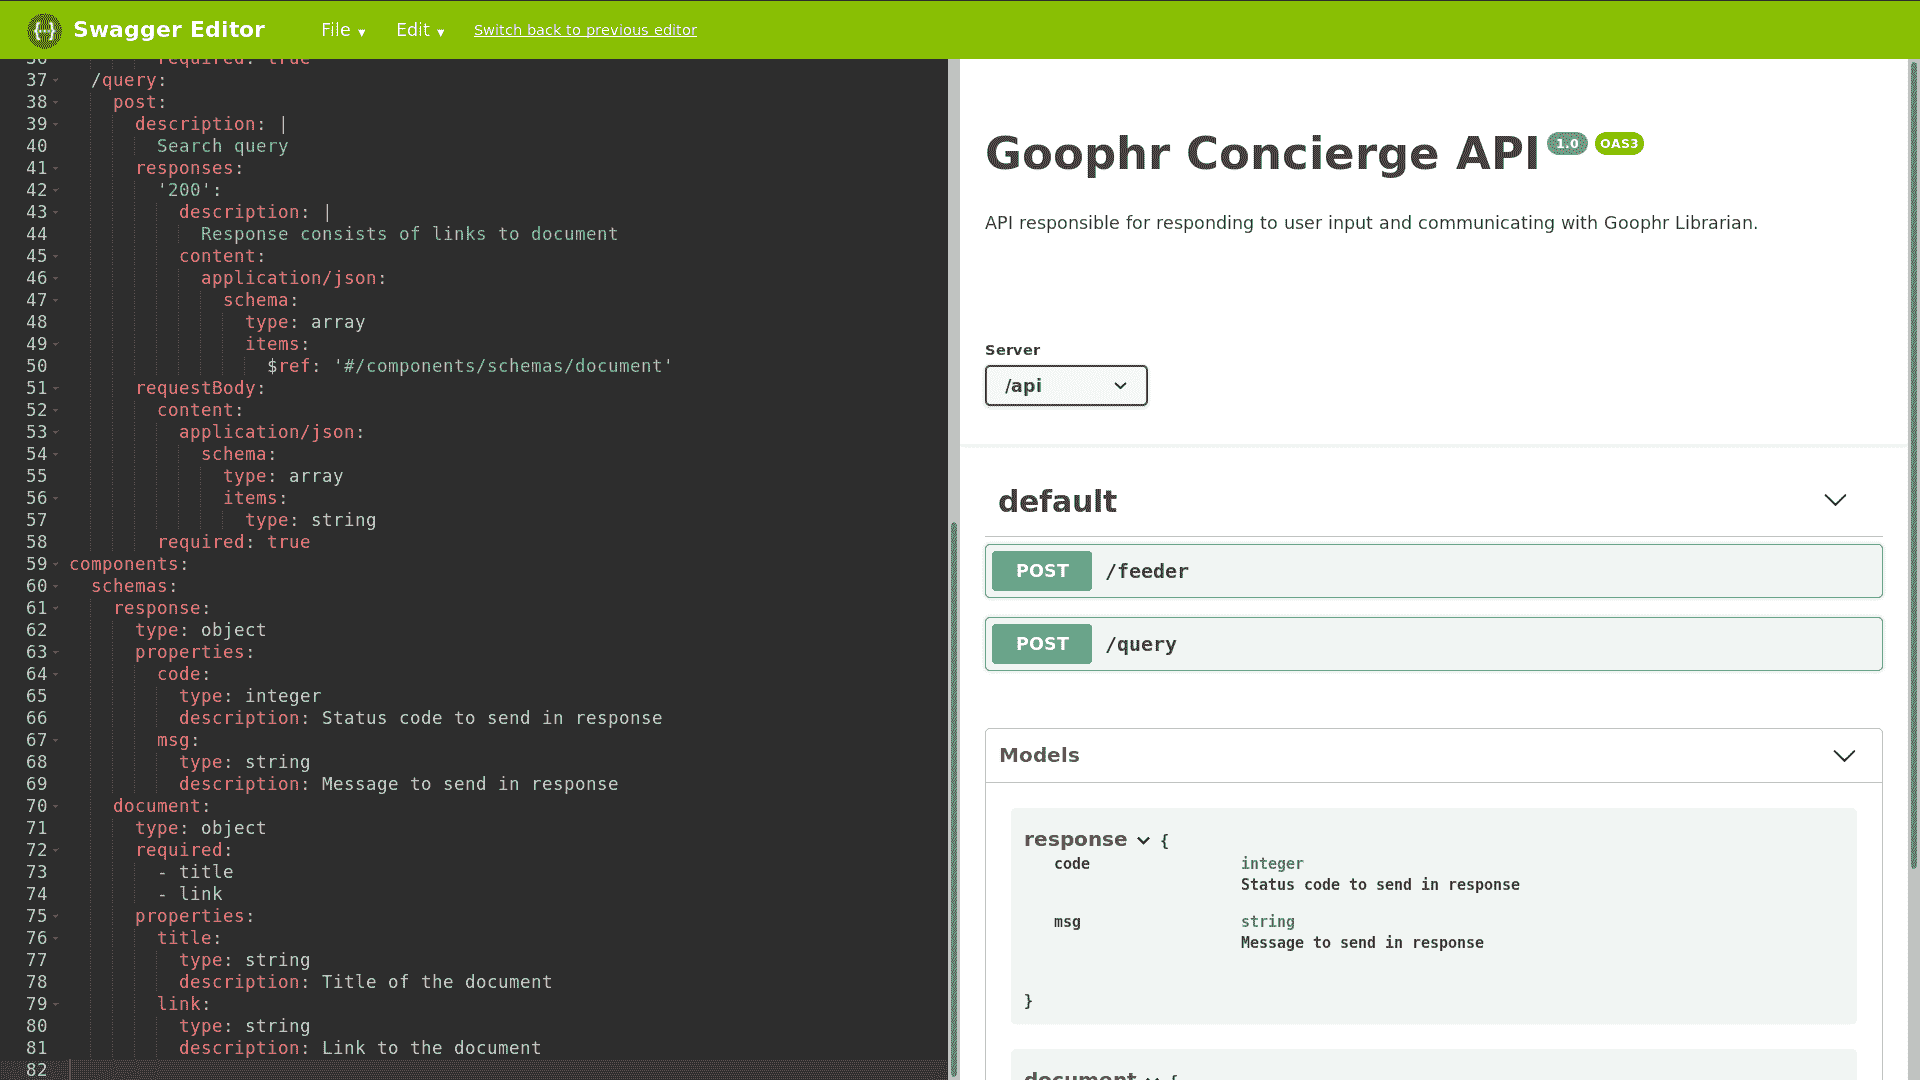 Swagger Editor File ▾ Edit ▾ Switch back to previous editor
36 required: true
37 /query:
38 post:
39 description: |
40 Search query
41 responses:
42 '200':
43 description: |
44 Response consists of links to document
45 content:
46 application/json:
47 schema:
48 type: array
49 items:
50 $ref: '#/components/schemas/document'
51 requestBody:
52 content:
53 application/json:
54 schema:
55 type: array
56 items:
57 type: string
58 required: true
59 components:
60 schemas:
61 response:
62 type: object
63 properties:
64 code:
65 type: integer
66 description: Status code to send in response
67 msg:
68 type: string
69 description: Message to send in response
70 document:
71 type: object
72 required:
73 - title
74 - link
75 properties:
76 title:
77 type: string
78 description: Title of the document
79 link:
80 type: string
81 description: Link to the document
82
Goophr Concierge API 1.0 OAS3
API responsible for responding to user input and communicating with Goophr Librarian.
Server
/api
default
POST /feeder
POST /query
Models
response {
code integer
Status code to send in response
msg string
Message to send in response
}
document {